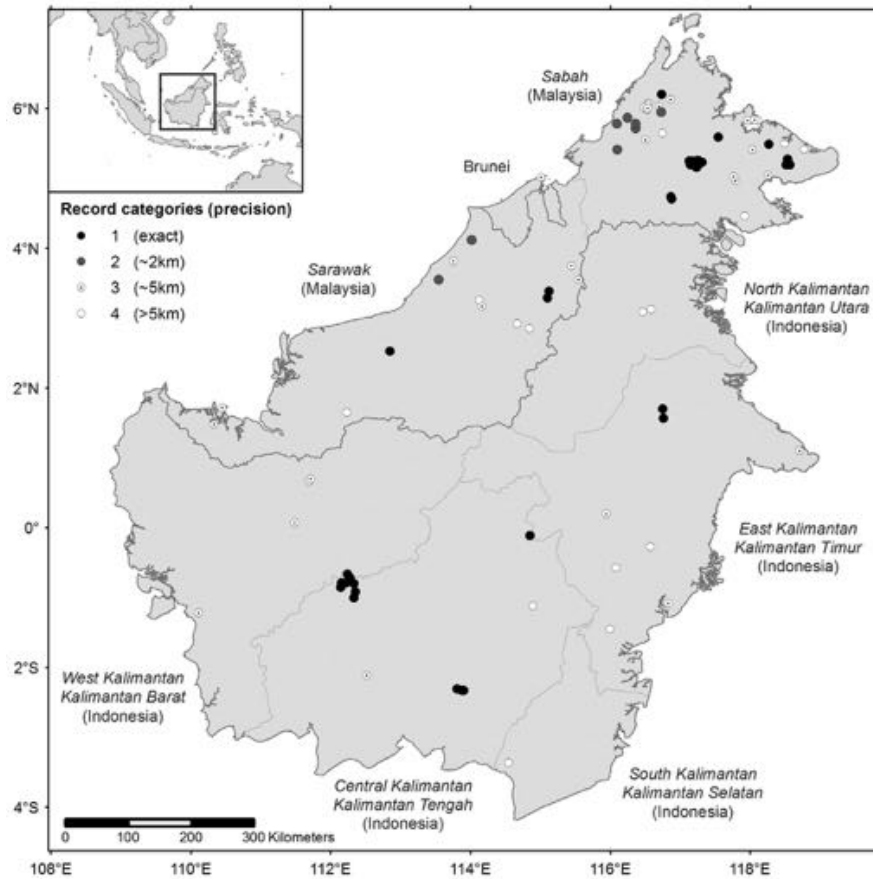 6°N
4°N
2°N
0°
2°S
4°S
Sabah
(Malaysia)
Brunei
Record categories (precision)
1 (exact)
2 (~2km)
3 (~5km)
4 (>5km)
Sarawak
(Malaysia)
North Kalimantan
Kalimantan Utara
(Indonesia)
East Kalimantan
Kalimantan Timur
(Indonesia)
West Kalimantan
Kalimantan Barat
(Indonesia)
Central Kalimantan
Kalimantan Tengah
(Indonesia)
South Kalimantan
Kalimantan Selatan
(Indonesia)
0 100 200 300 Kilometers
108°E 110°E 112°E 114°E 116°E 118°E